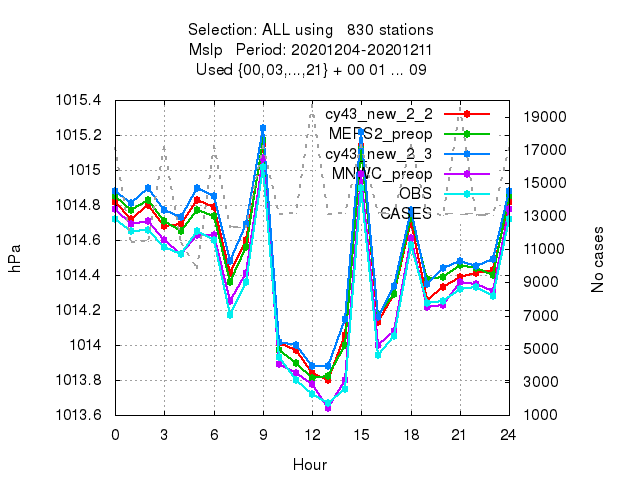 Selection: ALL using   830 stations
Mslp   Period: 20201204-20201211
Used {00,03,...,21} + 00 01 ... 09
1015.4
1015.2
1015
1014.8
1014.6
1014.4
1014.2
1014
1013.8
1013.6
hPa
cy43_new_2_2
MEPS2_preop
cy43_new_2_3
MNWC_preop
OBS
CASES
19000
17000
15000
13000
11000
9000
7000
5000
3000
1000
No cases
0 3 6 9 12 15 18 21 24
Hour